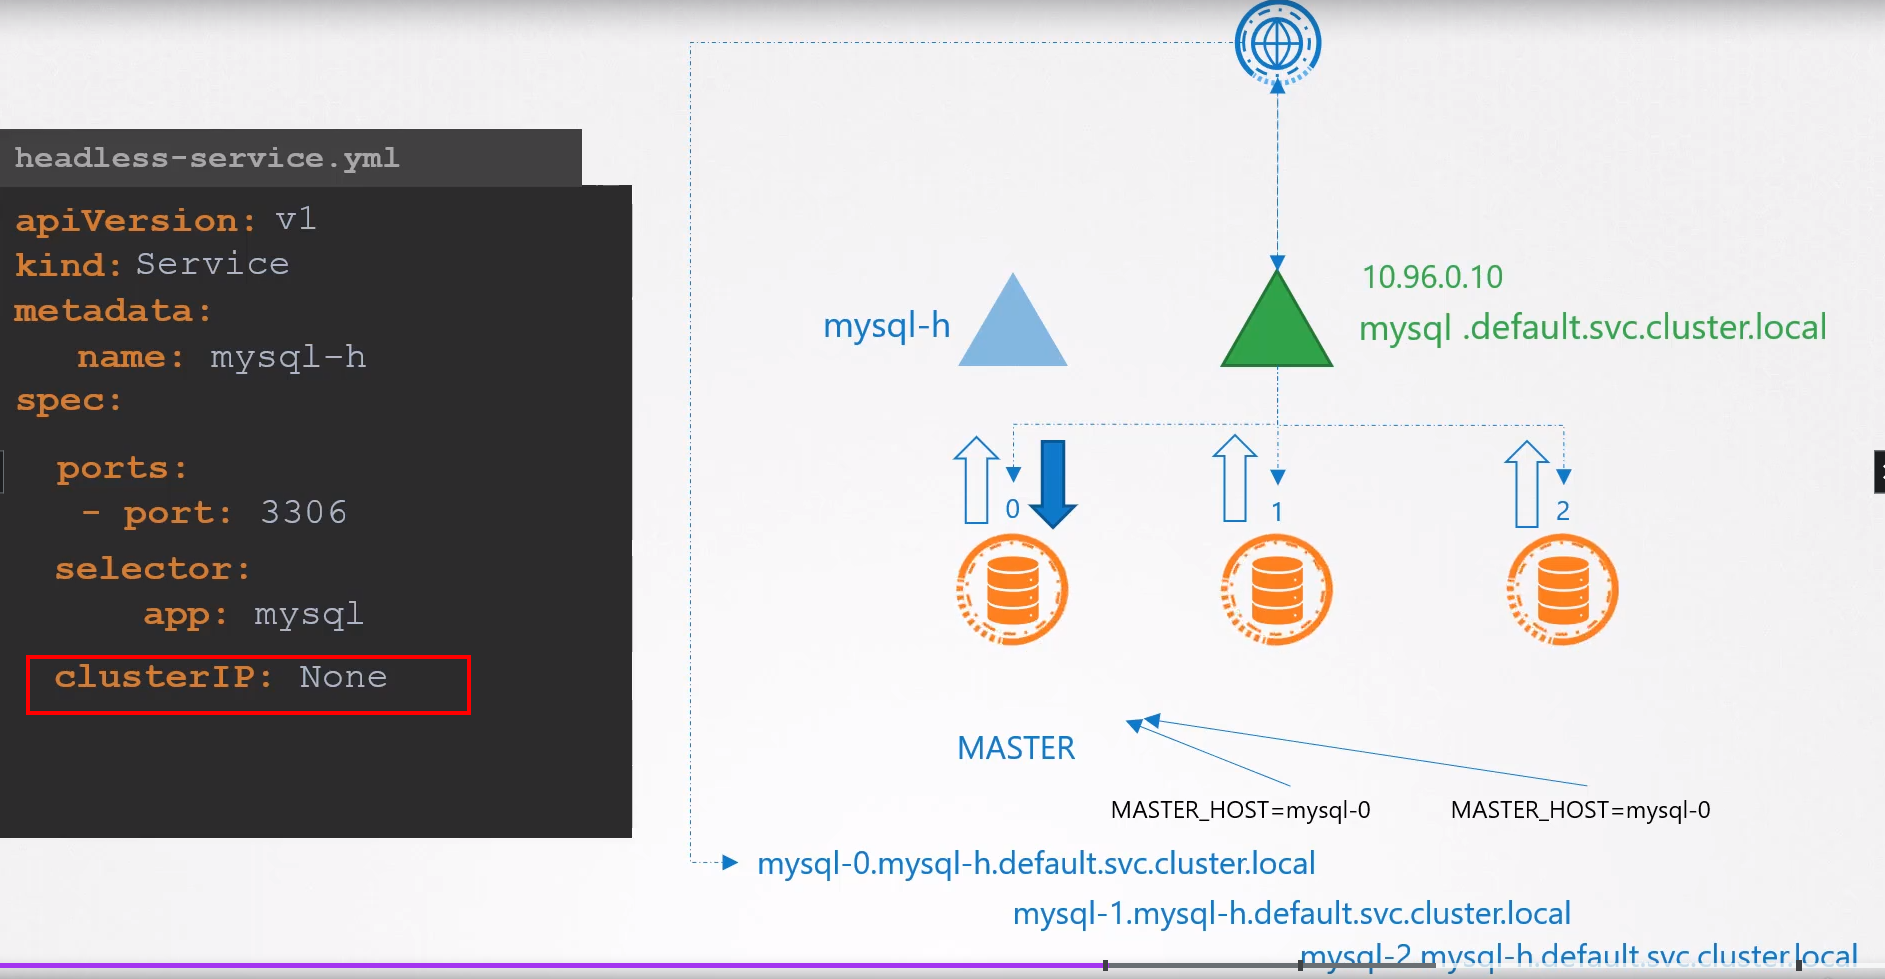 headless-service.yml
apiVersion: v1
kind: Service
metadata:
name: mysql-h
spec:
ports:
- port: 3306
selector:
app: mysql
clusterIP: None
mysql-h
10.96.0.10
mysql .default.svc.cluster.local
0
1
2
MASTER
MASTER_HOST=mysql-0
MASTER_HOST=mysql-0
mysql-0.mysql-h.default.svc.cluster.local
mysql-1.mysql-h.default.svc.cluster.local
mysql-2.mysql-h.default.svc.cluster.local